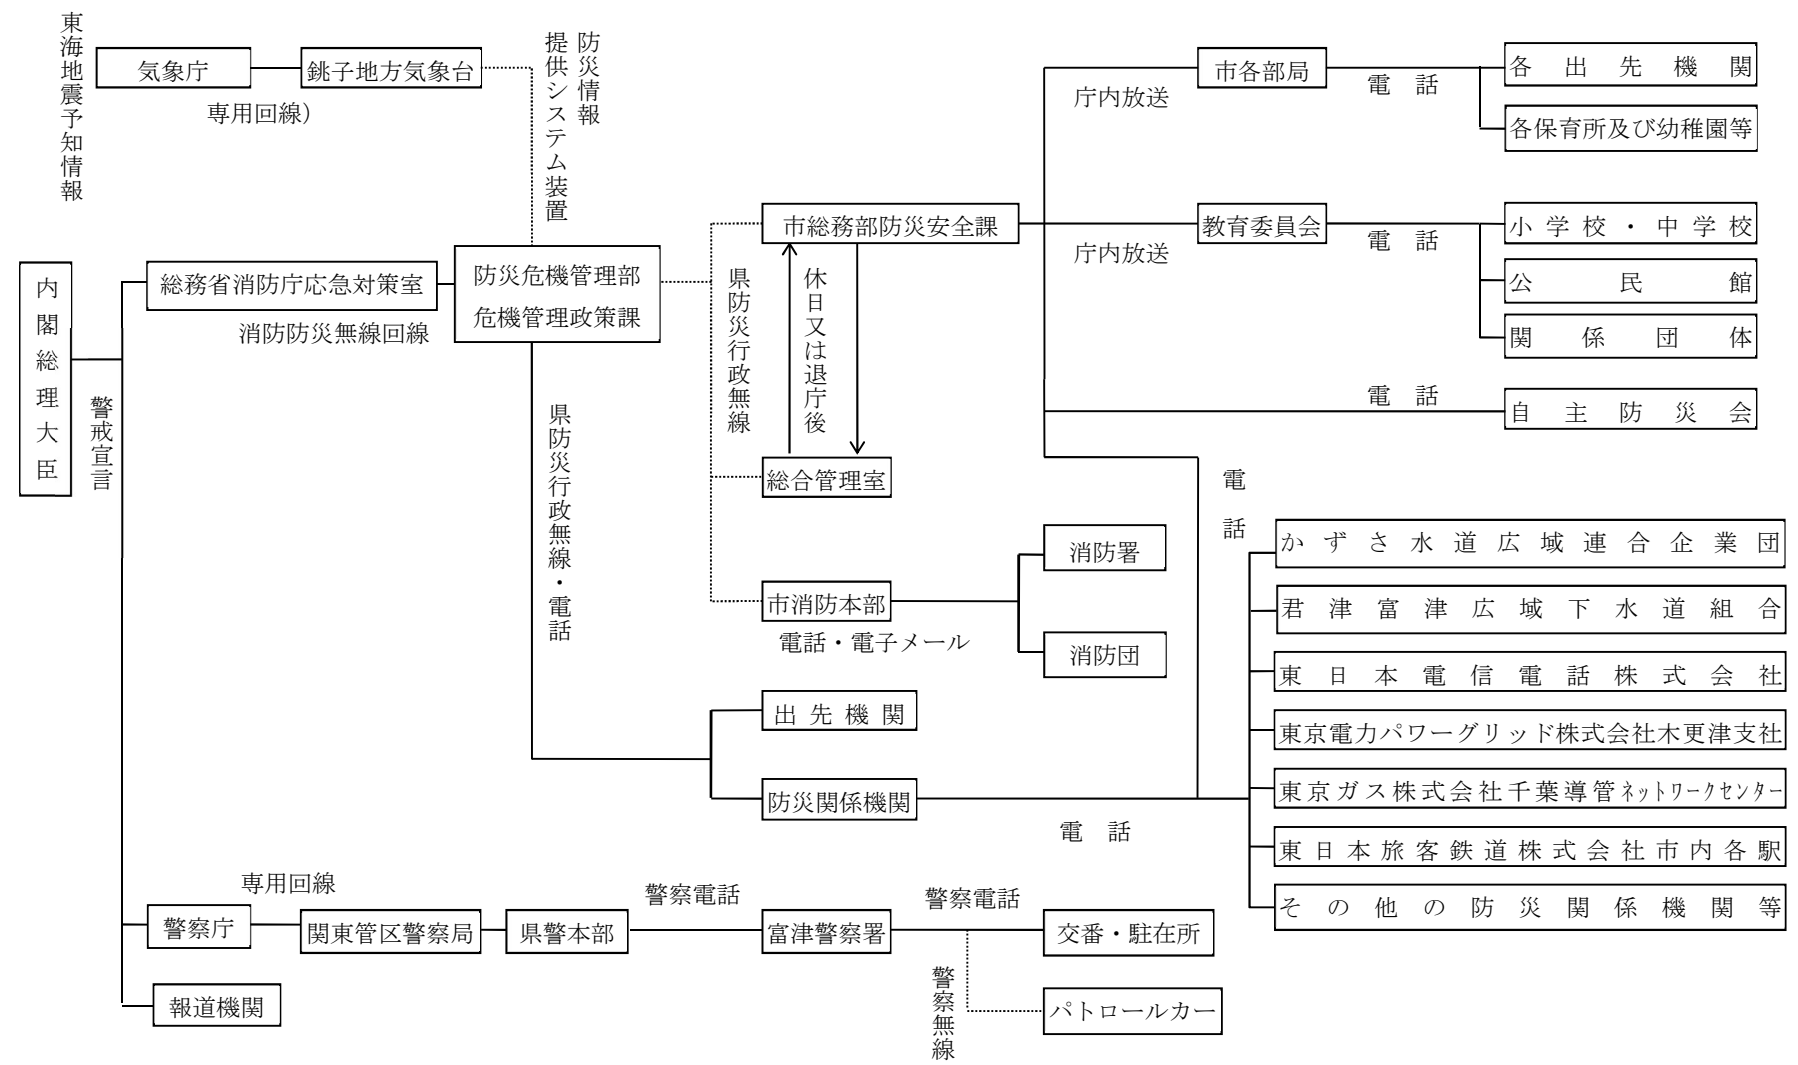 東海地震予知情報
気象庁
銚子地方気象台
専用回線）
防災情報
提供システム装置
内閣総理大臣
警戒宣言
総務省消防庁応急対策室
消防防災無線回線
防災危機管理部
危機管理政策課
県防災行政無線・電話
県防災行政無線
市総務部防災安全課
休日又は退庁後
総合管理室
市消防本部
電話・電子メール
消防署
消防団
出先機関
防災関係機関
電話
庁内放送
市各部局
電話
各出先機関
各保育所及び幼稚園等
庁内放送
教育委員会
電話
小学校・中学校
公民館
関係団体
電話
自主防災会
電話
かずさ水道広域連合企業団
君津富津広域下水道組合
東日本電信電話株式会社
東京電力パワーグリッド株式会社木更津支社
東京ガス株式会社千葉導管ネットワークセンター
東日本旅客鉄道株式会社市内各駅
その他の防災関係機関等
警察庁
専用回線
関東管区警察局
県警本部
警察電話
富津警察署
警察電話
交番・駐在所
警察無線
パトロールカー
報道機関